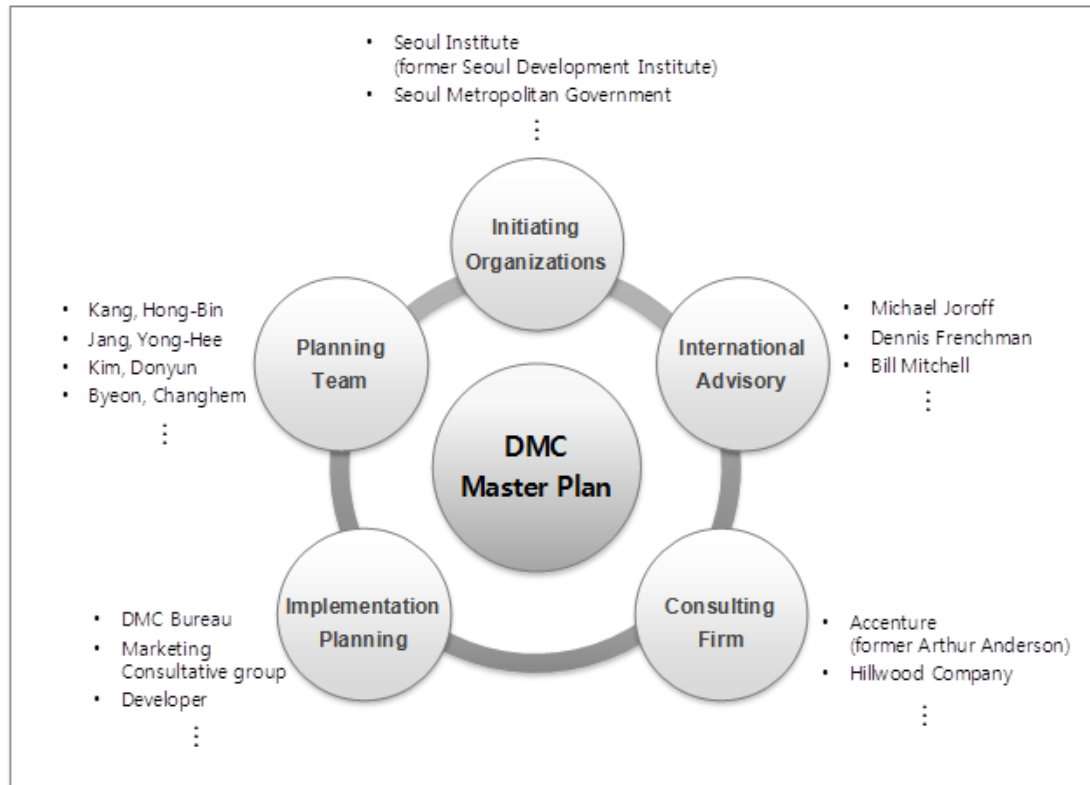 • Seoul Institute
(former Seoul Development Institute)
• Seoul Metropolitan Government
⋮
Initiating
Organizations
• Kang, Hong-Bin
• Jang, Yong-Hee
• Kim, Donyun
• Byeon, Changhem
⋮
Planning
Team
International
Advisory
• Michael Joroff
• Dennis Frenchman
• Bill Mitchell
⋮
DMC
Master Plan
• DMC Bureau
• Marketing
Consultative group
• Developer
⋮
Implementation
Planning
Consulting
Firm
• Accenture
(former Arthur Anderson)
• Hillwood Company
⋮